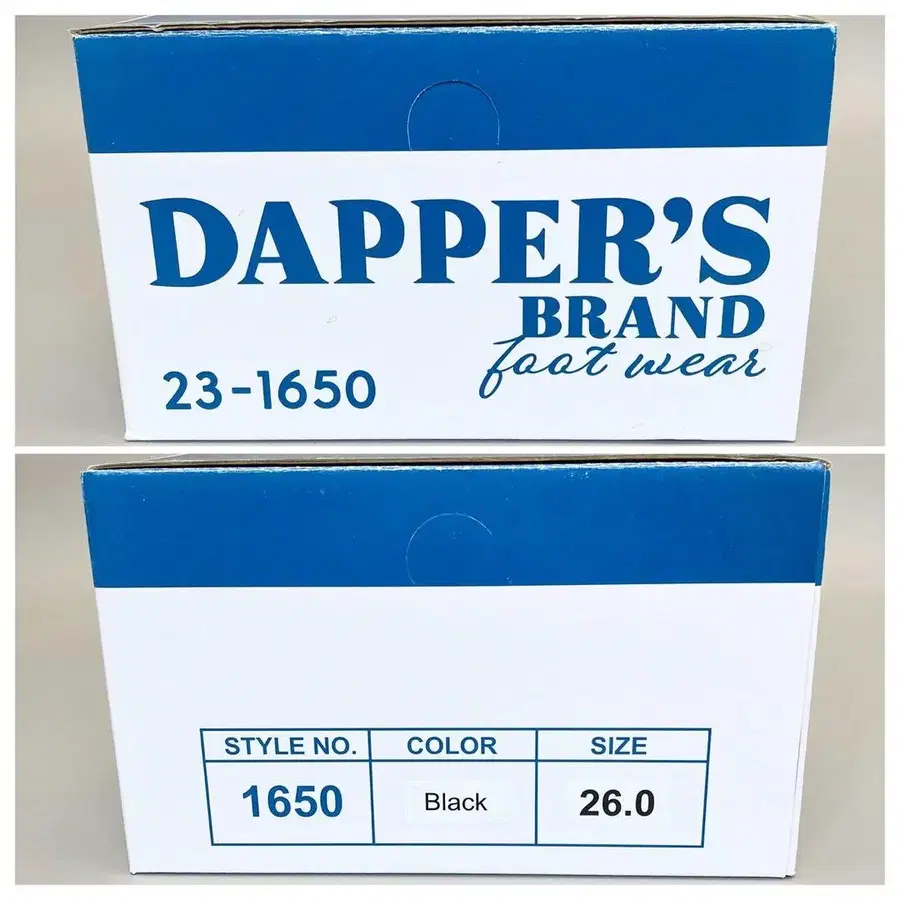 DAPPER'S
BRAND
foot wear
23-1650
STYLE NO. COLOR SIZE
1650 Black 26.0